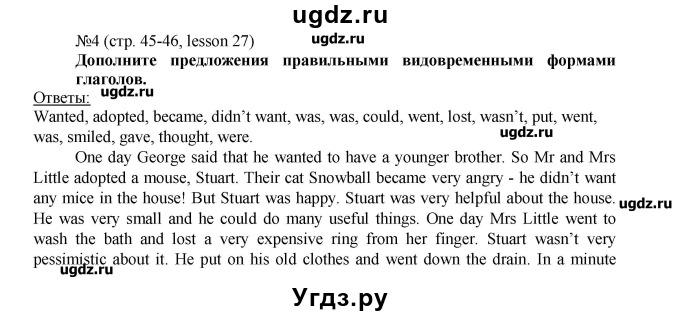 ugdz.ru
№4 (стр. 45-46, lesson 27)
ugdz.ru
Дополните предложения правильными видовременными формами
глаголов.
ugdz.ru
Ответы:
Wanted, adopted, became, didn't want, was, was, could, went, lost, wasn't, put, went,
was, smiled, gave, thought, were.
ugdz.ru
One day George said that he wanted to have a younger brother. So Mr and Mrs
Little adopted a mouse, Stuart. Their cat Snowball became very angry - he didn't want
any mice in the house! But Stuart was happy. Stuart was very helpful about the house.
ugdz.ru
He was very small and he could do many useful things. One day Mrs Little went to
wash the bath and lost a very expensive ring from her finger. Stuart wasn't very
pessimistic about it. He put on his old clothes and went down the drain. In a minute
ugdz.ru
Угдз.ру